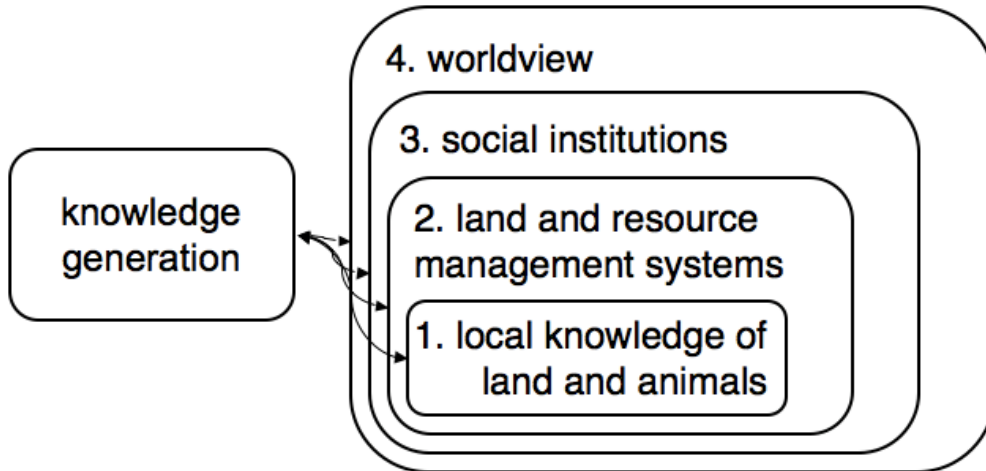 4. worldview
3. social institutions
knowledge
generation
2. land and resource
management systems
1. local knowledge of
land and animals